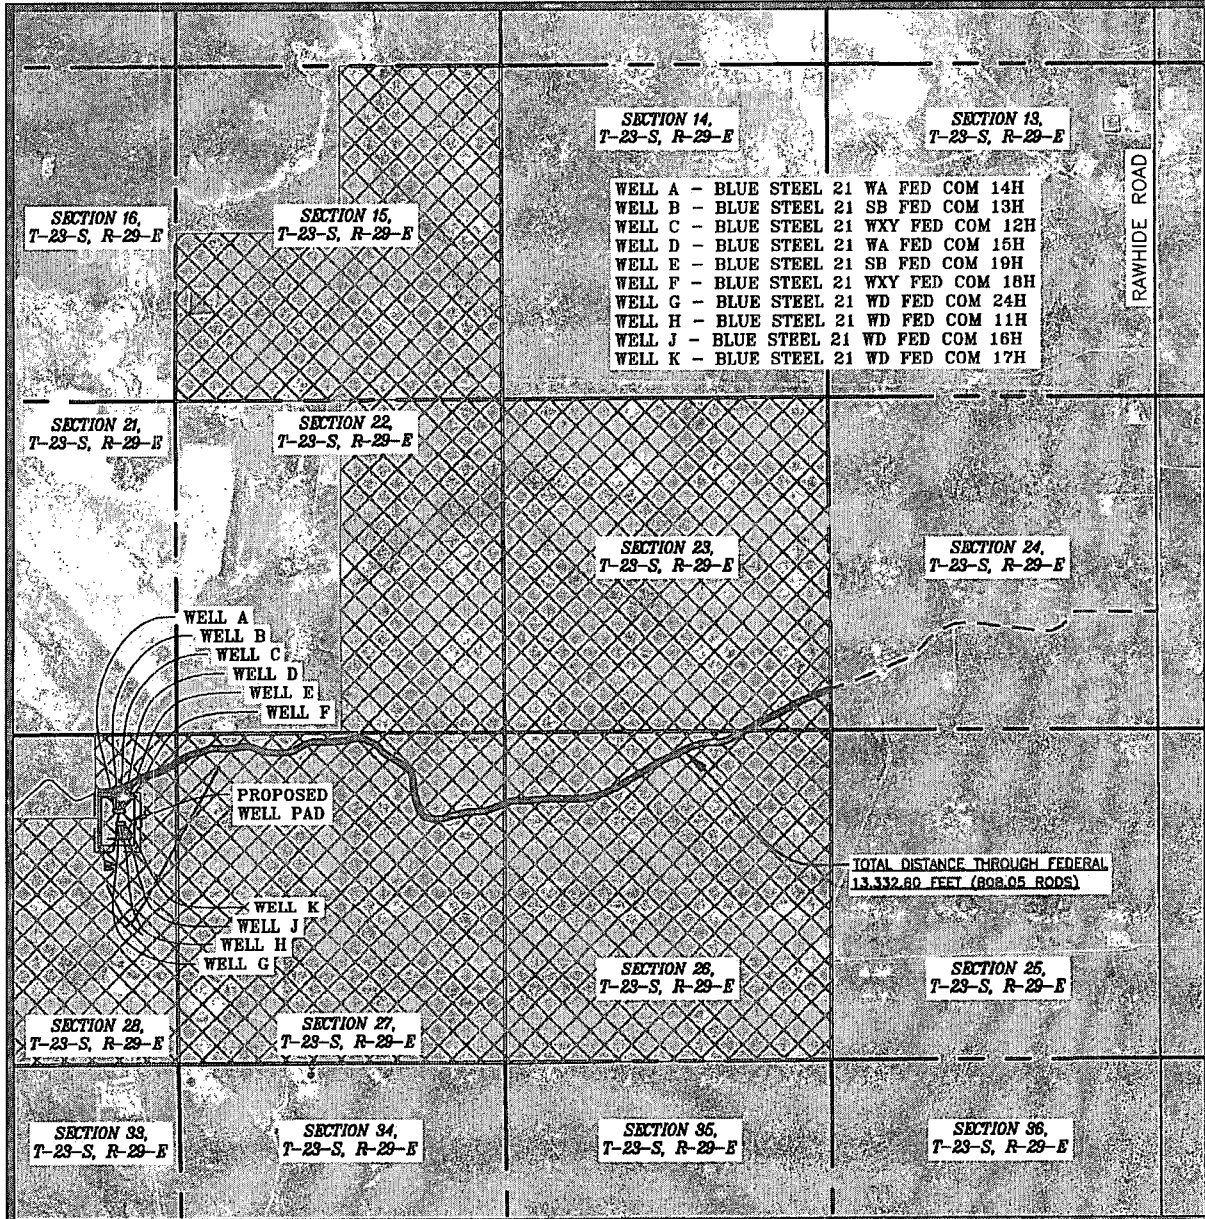 SECTION 14,
T-23-S, R-29-E
SECTION 13,
T-23-S, R-29-E
RAWHIDE ROAD
SECTION 16,
T-23-S, R-29-E
SECTION 15,
T-23-S, R-29-E
WELL A - BLUE STEEL 21 WA FED COM 14H
WELL B - BLUE STEEL 21 SB FED COM 13H
WELL C - BLUE STEEL 21 WXY FED COM 12H
WELL D - BLUE STEEL 21 WA FED COM 15H
WELL E - BLUE STEEL 21 SB FED COM 19H
WELL F - BLUE STEEL 21 WXY FED COM 18H
WELL G - BLUE STEEL 21 WD FED COM 24H
WELL H - BLUE STEEL 21 WD FED COM 11H
WELL J - BLUE STEEL 21 WD FED COM 16H
WELL K - BLUE STEEL 21 WD FED COM 17H
SECTION 21,
T-23-S, R-29-E
SECTION 22,
T-23-S, R-29-E
SECTION 23,
T-23-S, R-29-E
SECTION 24,
T-23-S, R-29-E
WELL A
WELL B
WELL C
WELL D
WELL E
WELL F
PROPOSED
WELL PAD
TOTAL DISTANCE THROUGH FEDERAL
13,332.80 FEET (808.05 RODS)
WELL K
WELL J
WELL H
WELL G
SECTION 28,
T-23-S, R-29-E
SECTION 27,
T-23-S, R-29-E
SECTION 26,
T-23-S, R-29-E
SECTION 25,
T-23-S, R-29-E
SECTION 33,
T-23-S, R-29-E
SECTION 34,
T-23-S, R-29-E
SECTION 35,
T-23-S, R-29-E
SECTION 36,
T-23-S, R-29-E